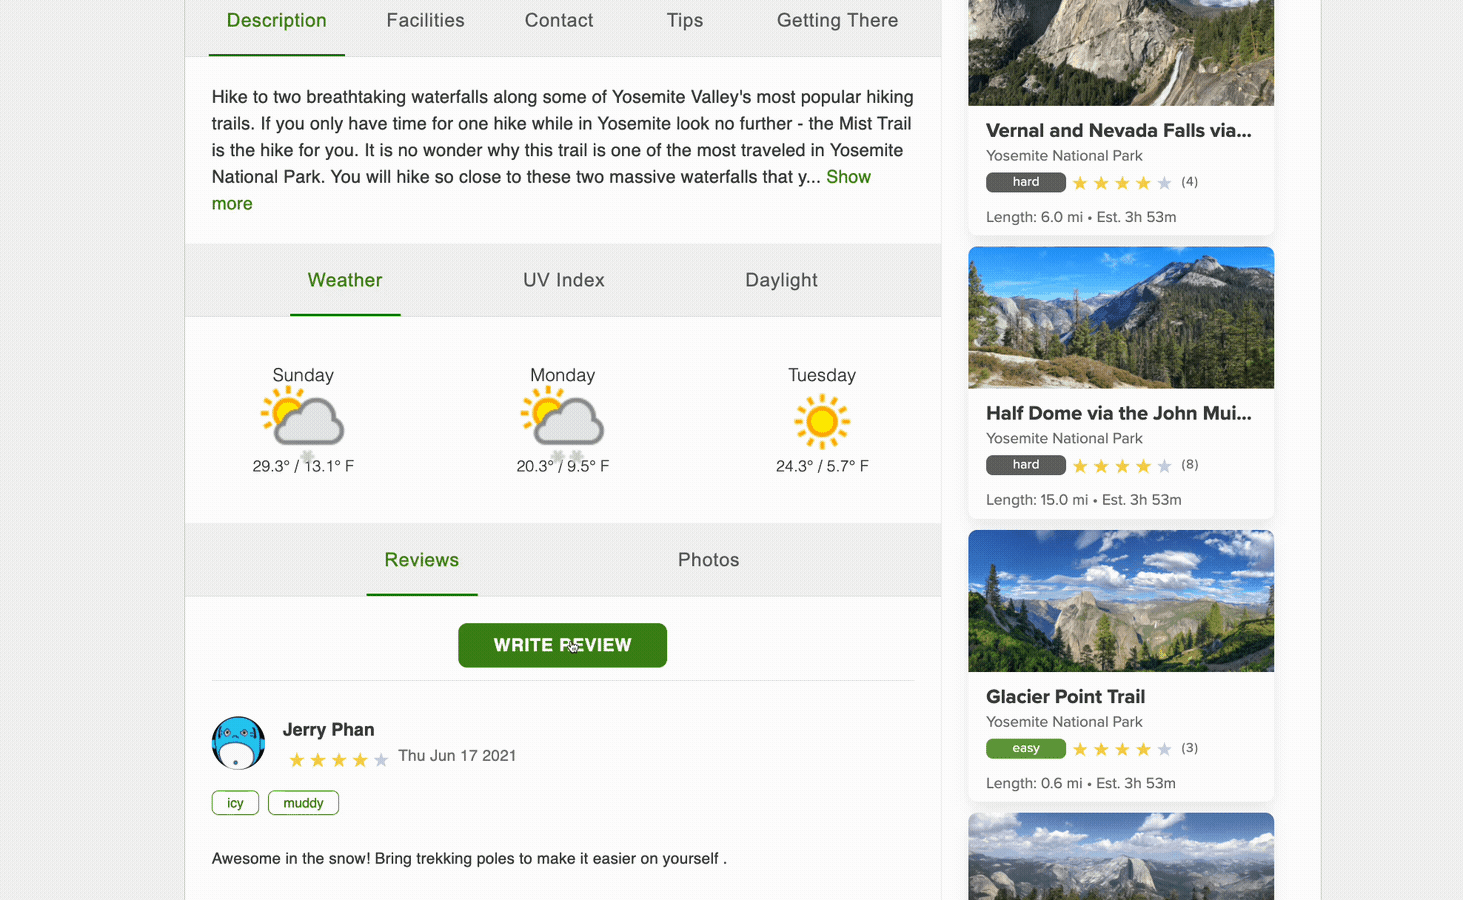 Description Facilities Contact Tips Getting There
Hike to two breathtaking waterfalls along some of Yosemite Valley's most popular hiking
trails. If you only have time for one hike while in Yosemite look no further - the Mist Trail
is the hike for you. It is no wonder why this trail is one of the most traveled in Yosemite
National Park. You will hike so close to these two massive waterfalls that y... Show
more
Weather UV Index Daylight
Sunday Monday Tuesday
29.3° / 13.1° F 20.3° / 9.5° F 24.3° / 5.7° F
Reviews Photos
WRITE REVIEW
Jerry Phan
Thu Jun 17 2021
icy muddy
Awesome in the snow! Bring trekking poles to make it easier on yourself .
Vernal and Nevada Falls via...
Yosemite National Park
hard (4)
Length: 6.0 mi • Est. 3h 53m
Half Dome via the John Mui...
Yosemite National Park
hard (8)
Length: 15.0 mi • Est. 3h 53m
Glacier Point Trail
Yosemite National Park
easy (3)
Length: 0.6 mi • Est. 3h 53m